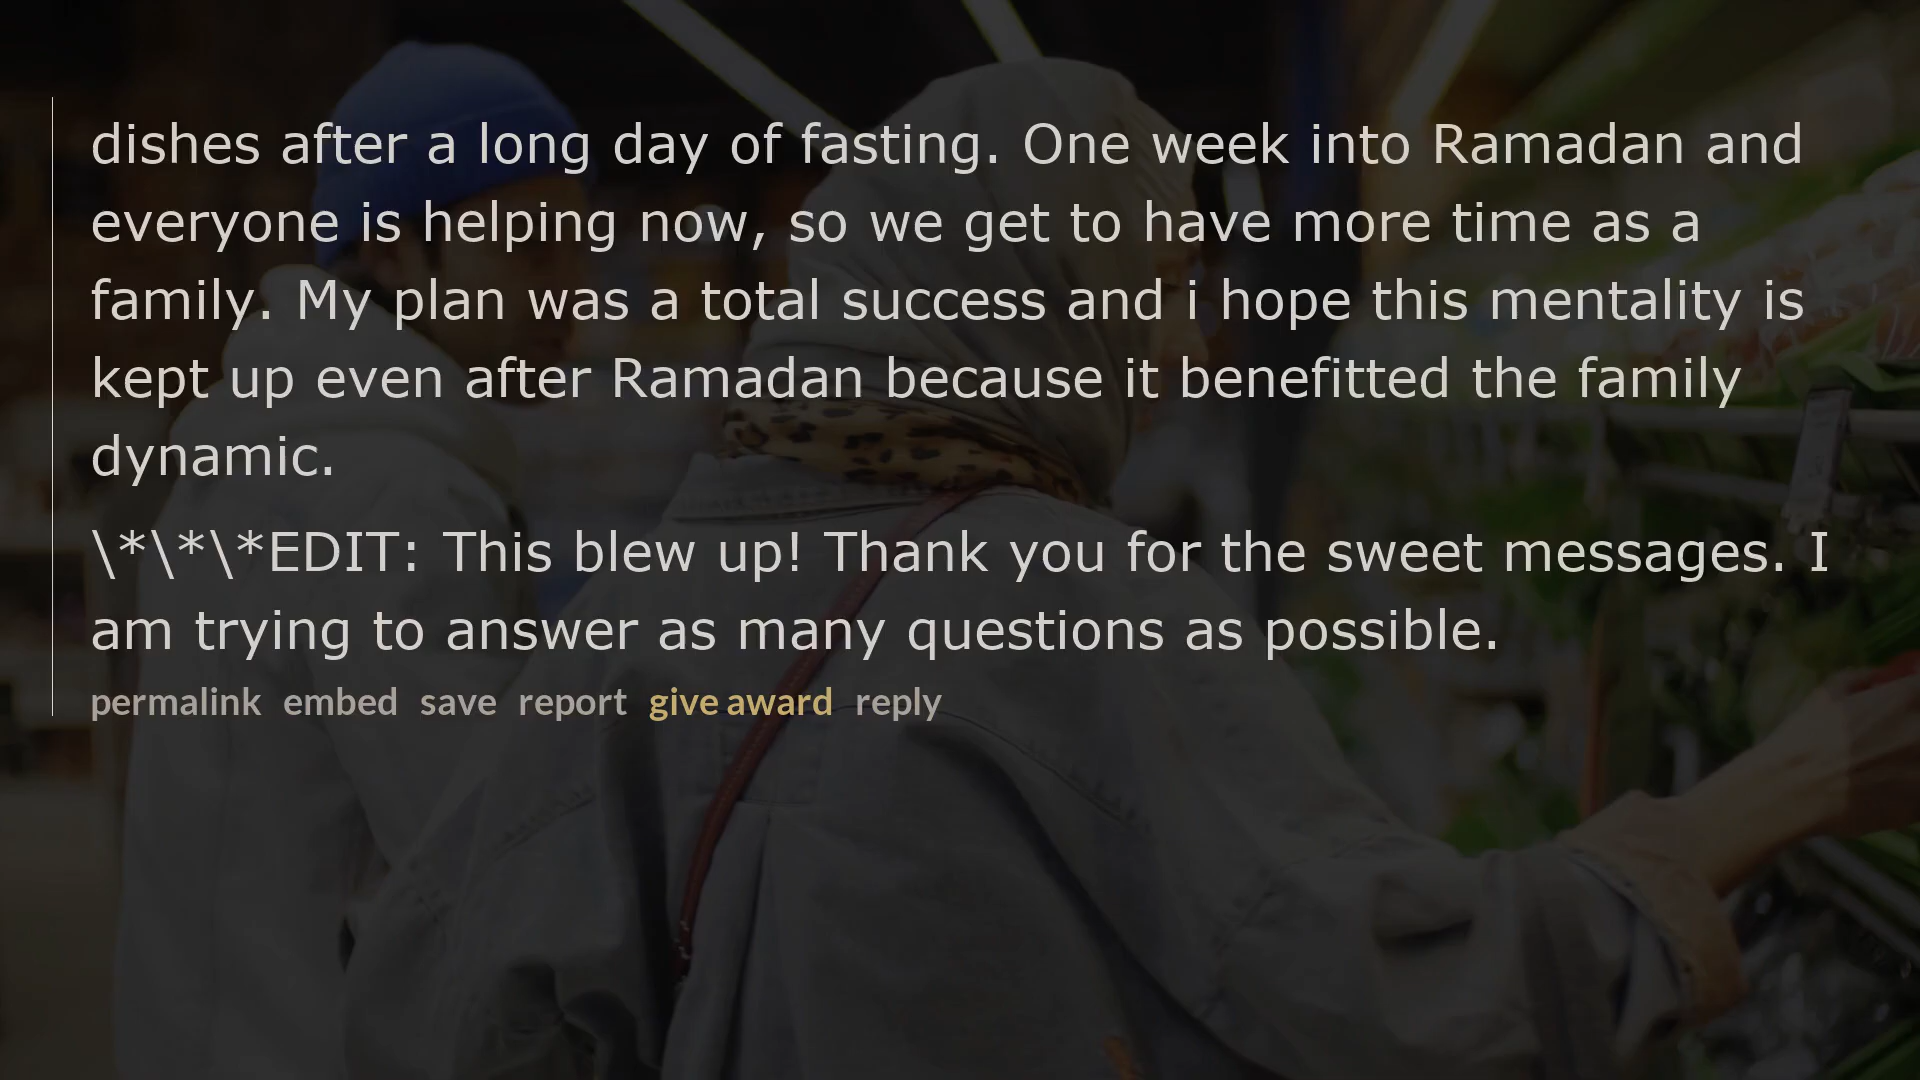 dishes after a long day of fasting. One week into Ramadan and
everyone is helping now, so we get to have more time as a
family. My plan was a total success and i hope this mentality is
kept up even after Ramadan because it benefitted the family
dynamic.
\*\*\*EDIT: This blew up! Thank you for the sweet messages. I
am trying to answer as many questions as possible.
permalink embed save report give award reply